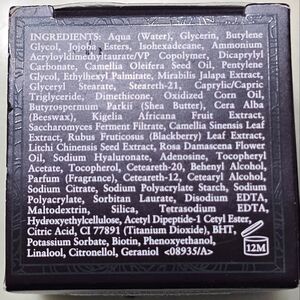 INGREDIENTS: Aqua (Water), Glycerin, Butylene
Glycol, Jojoba Esters, Isohexadecane, Ammonium
Acryloyldimethyltaurate/VP Copolymer, Dicaprylyl
Carbonate, Camellia Oleifera Seed Oil, Pentylene
Glycol, Ethylhexyl Palmitate, Mirabilis Jalapa Extract,
Glyceryl Stearate, Steareth-21, Caprylic/Capric
Triglyceride, Dimethicone, Oxidized Corn Oil,
Butyrospermum Parkii (Shea Butter), Cera Alba
(Beeswax), Kigelia Africana Fruit Extract,
Saccharomyces Ferment Filtrate, Camellia Sinensis Leaf
Extract, Rubus Fruticosus (Blackberry) Leaf Extract,
Litchi Chinensis Seed Extract, Rosa Damascena Flower
Oil, Sodium Hyaluronate, Adenosine, Tocopheryl
Acetate, Tocopherol, Ceteareth-20, Behenyl Alcohol,
Parfum (Fragrance), Ceteareth-12, Cetearyl Alcohol,
Sodium Citrate, Sodium Polyacrylate Starch, Sodium
Polyacrylate, Sorbitan Laurate, Disodium EDTA,
Maltodextrin, Silica, Tetrasodium EDTA,
Hydroxyethylcellulose, Acetyl Dipeptide-1 Cetyl Ester,
Citric Acid, CI 77891 (Titanium Dioxide), BHT,
Potassium Sorbate, Biotin, Phenoxyethanol,
Linalool, Citronellol, Geraniol <08935/A>
12M